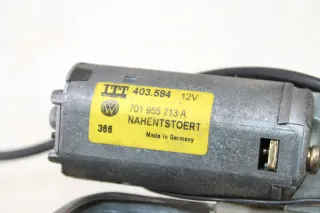 ITT 403.594 12V
701 955 713 A
366 NAHENTSTOERT
Made in Germany